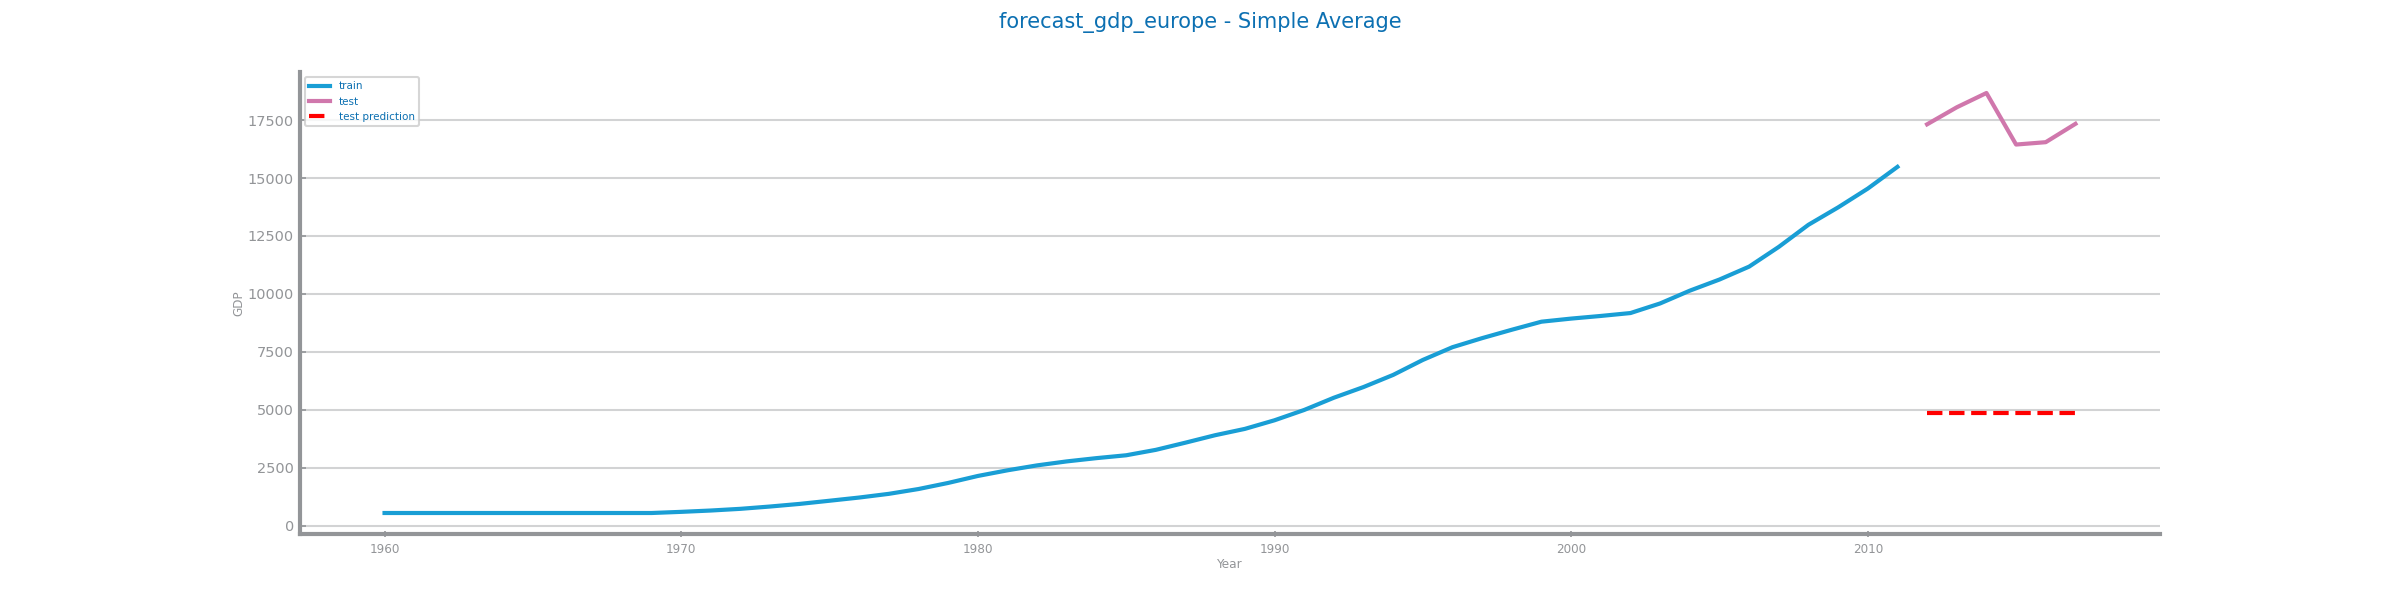 forecast_gdp_europe - Simple Average
train
test
test prediction
17500
15000
12500
10000
7500
5000
2500
0
GDP
1960 1970 1980 1990 2000 2010
Year